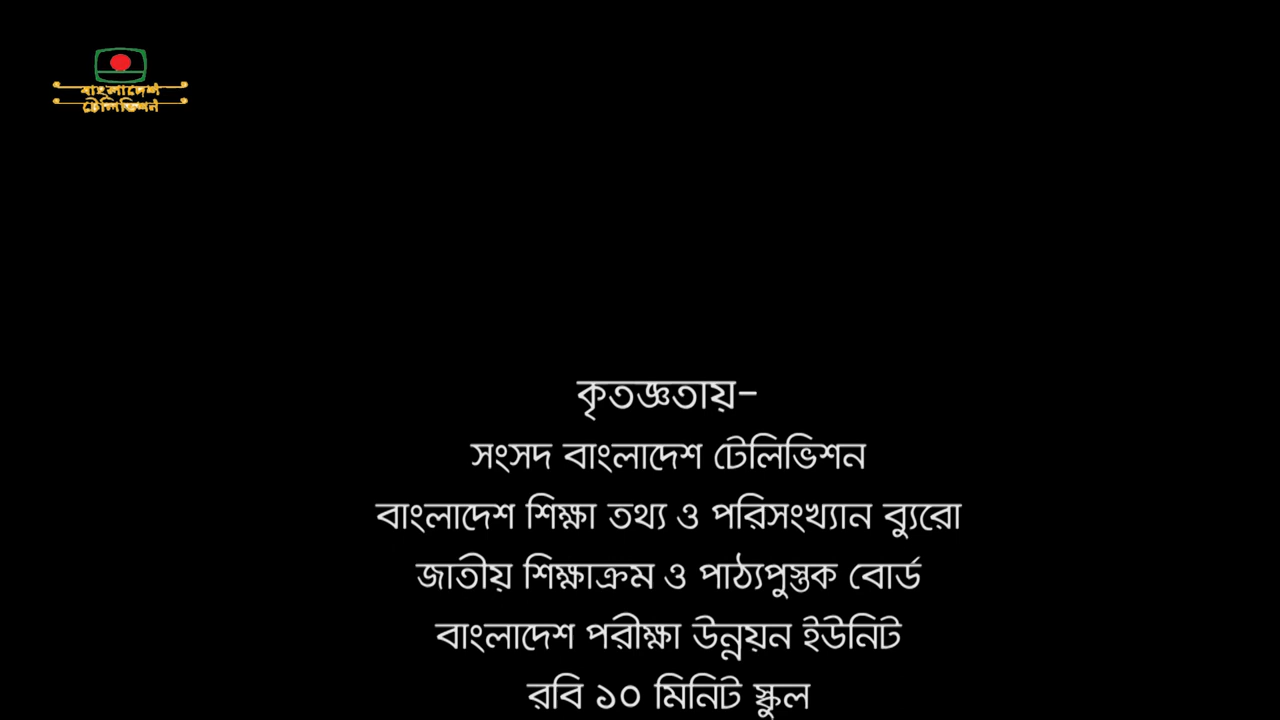 বাংলাদেশ
টেলিভিশন
কৃতজ্ঞতায়-
সংসদ বাংলাদেশ টেলিভিশন
বাংলাদেশ শিক্ষা তথ্য ও পরিসংখ্যান ব্যুরো
জাতীয় শিক্ষাক্রম ও পাঠ্যপুস্তক বোর্ড
বাংলাদেশ পরীক্ষা উন্নয়ন ইউনিট
রবি ১০ মিনিট স্কুল